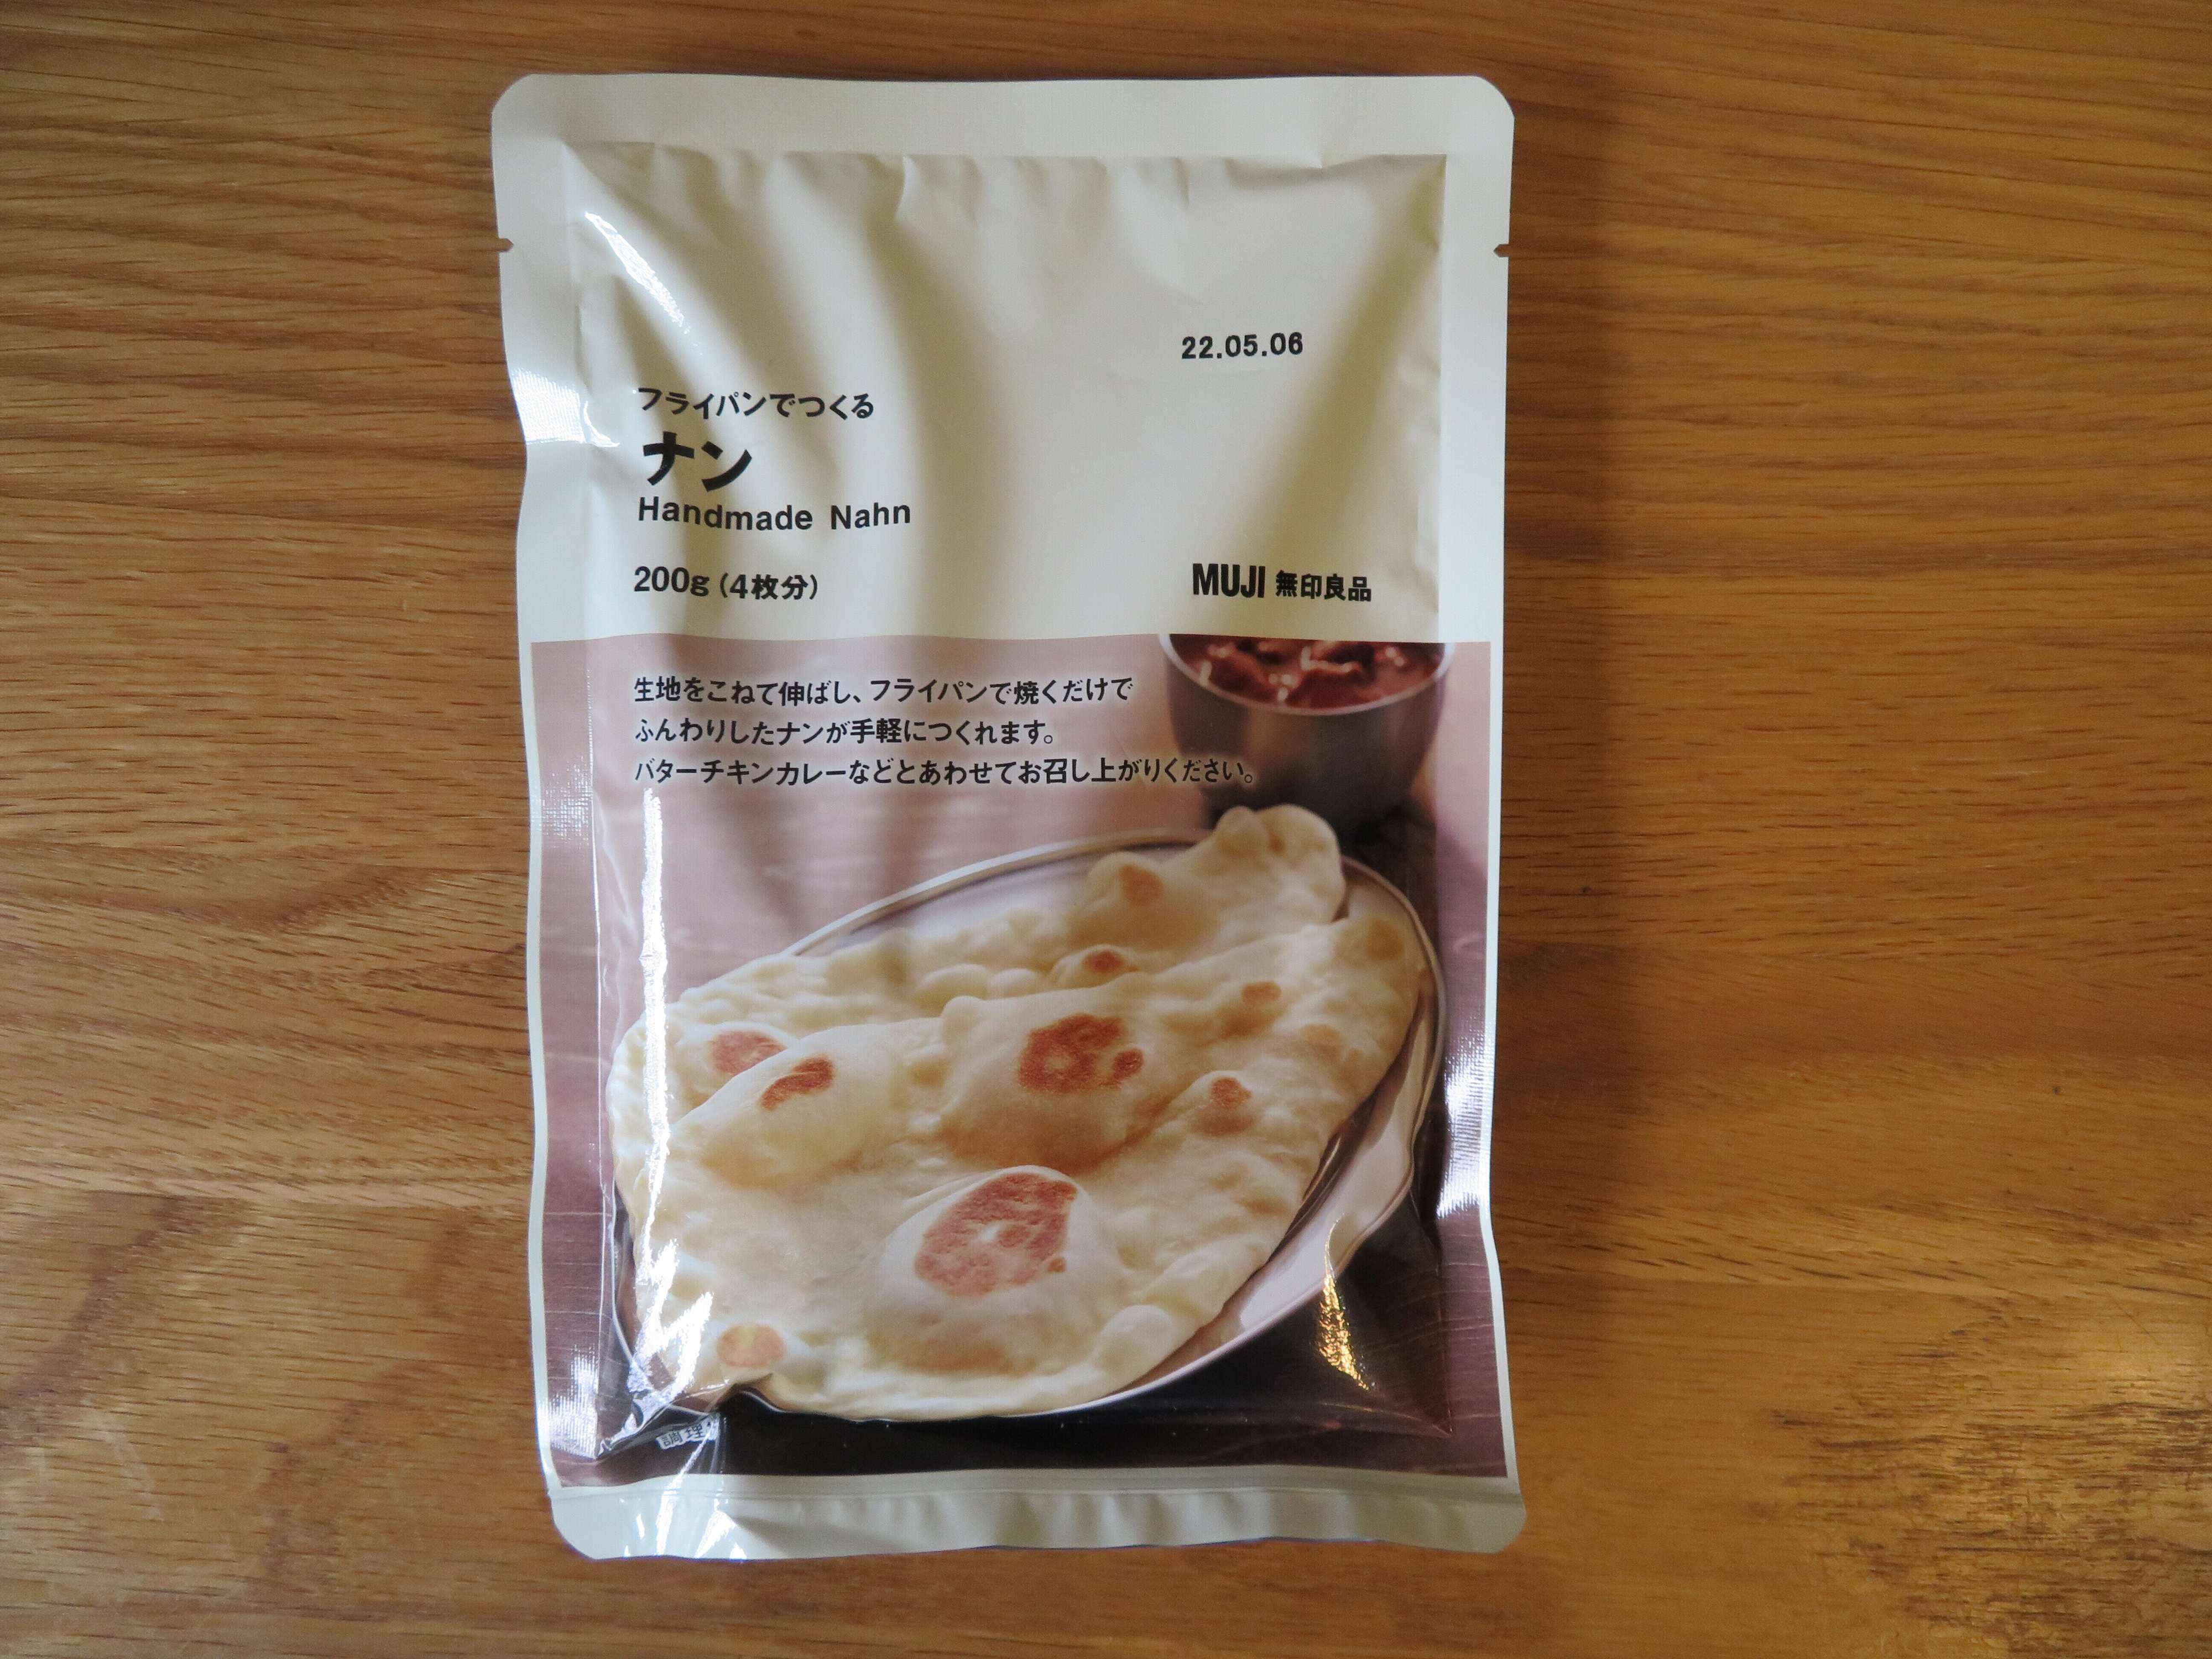 22.05.06
フライパンでつくる
ナン
Handmade Nahn
200g（4枚分）
MUJI 無印良品
生地をこねて伸ばし、フライパンで焼くだけで
ふんわりしたナンが手軽につくれます。
バターチキンカレーなどとあわせてお召し上がりください。
調理